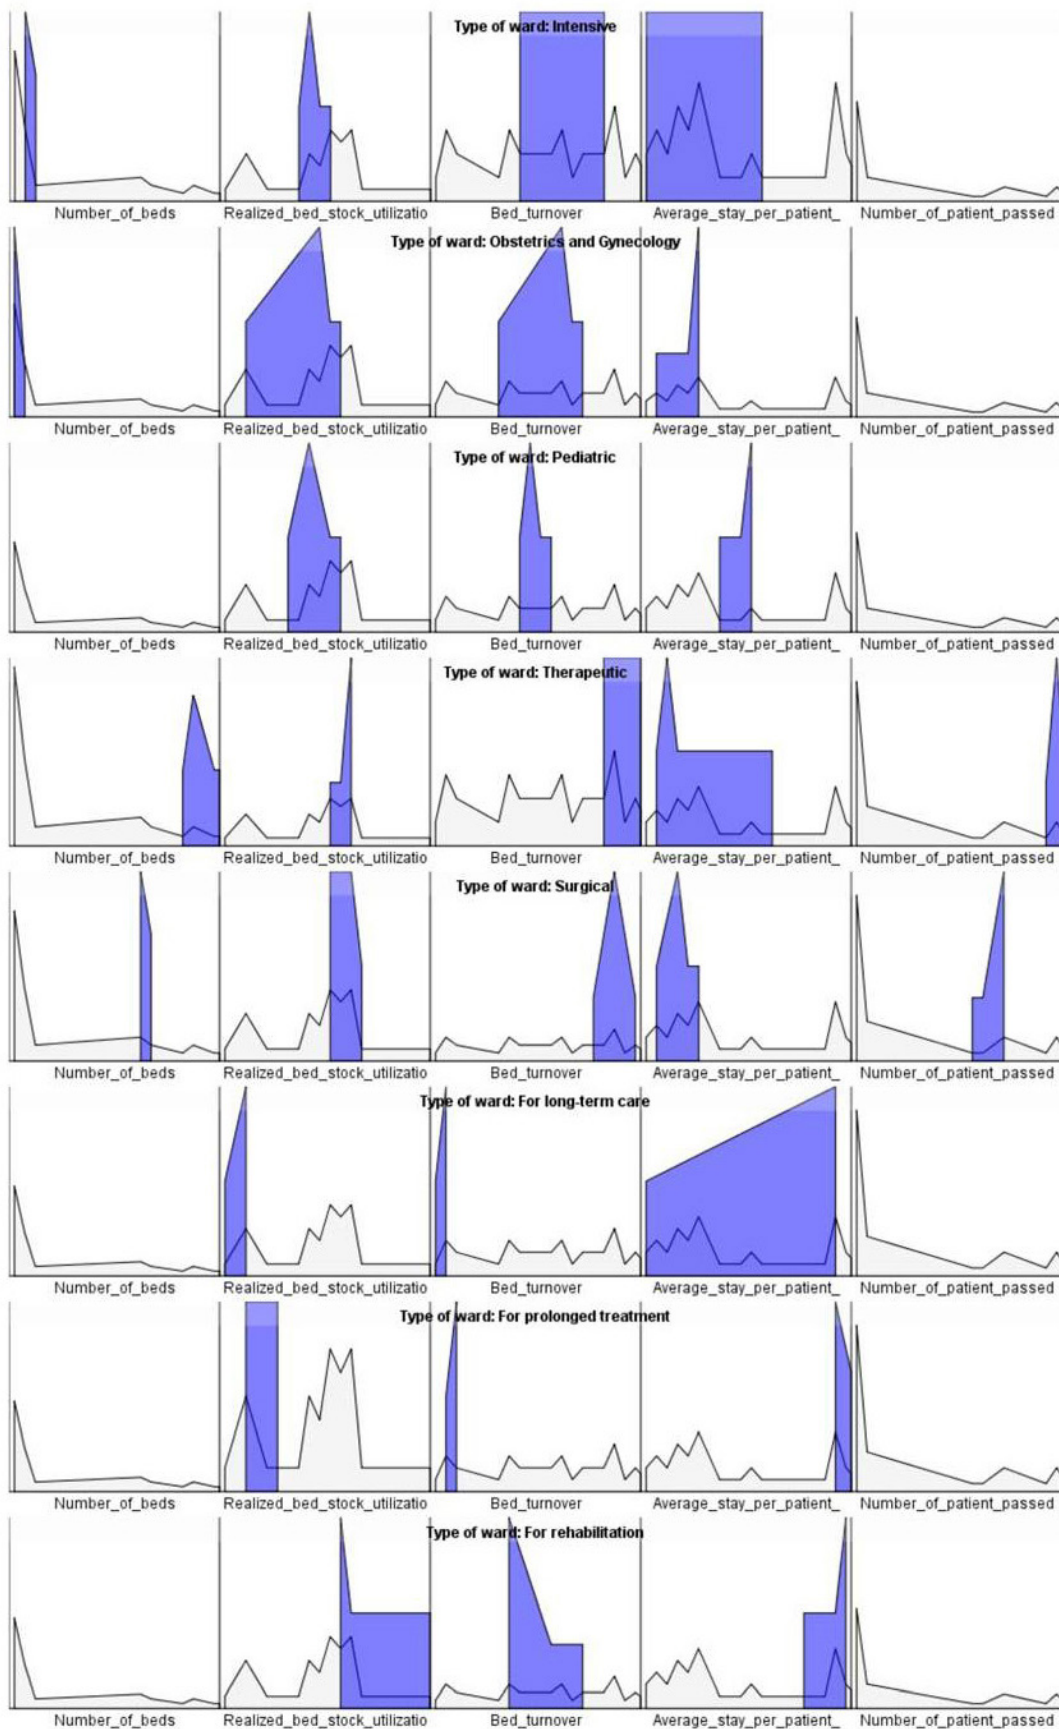 Type of ward: Intensive
Number_of_beds Realized_bed_stock_utilizatio Bed_turnover Average_stay_per_patient_ Number_of_patient_passed
Type of ward: Obstetrics and Gynecology
Number_of_beds Realized_bed_stock_utilizatio Bed_turnover Average_stay_per_patient_ Number_of_patient_passed
Type of ward: Pediatric
Number_of_beds Realized_bed_stock_utilizatio Bed_turnover Average_stay_per_patient_ Number_of_patient_passed
Type of ward: Therapeutic
Number_of_beds Realized_bed_stock_utilizatio Bed_turnover Average_stay_per_patient_ Number_of_patient_passed
Type of ward: Surgical
Number_of_beds Realized_bed_stock_utilizatio Bed_turnover Average_stay_per_patient_ Number_of_patient_passed
Type of ward: For long-term care
Number_of_beds Realized_bed_stock_utilizatio Bed_turnover Average_stay_per_patient_ Number_of_patient_passed
Type of ward: For prolonged treatment
Number_of_beds Realized_bed_stock_utilizatio Bed_turnover Average_stay_per_patient_ Number_of_patient_passed
Type of ward: For rehabilitation
Number_of_beds Realized_bed_stock_utilizatio Bed_turnover Average_stay_per_patient_ Number_of_patient_passed